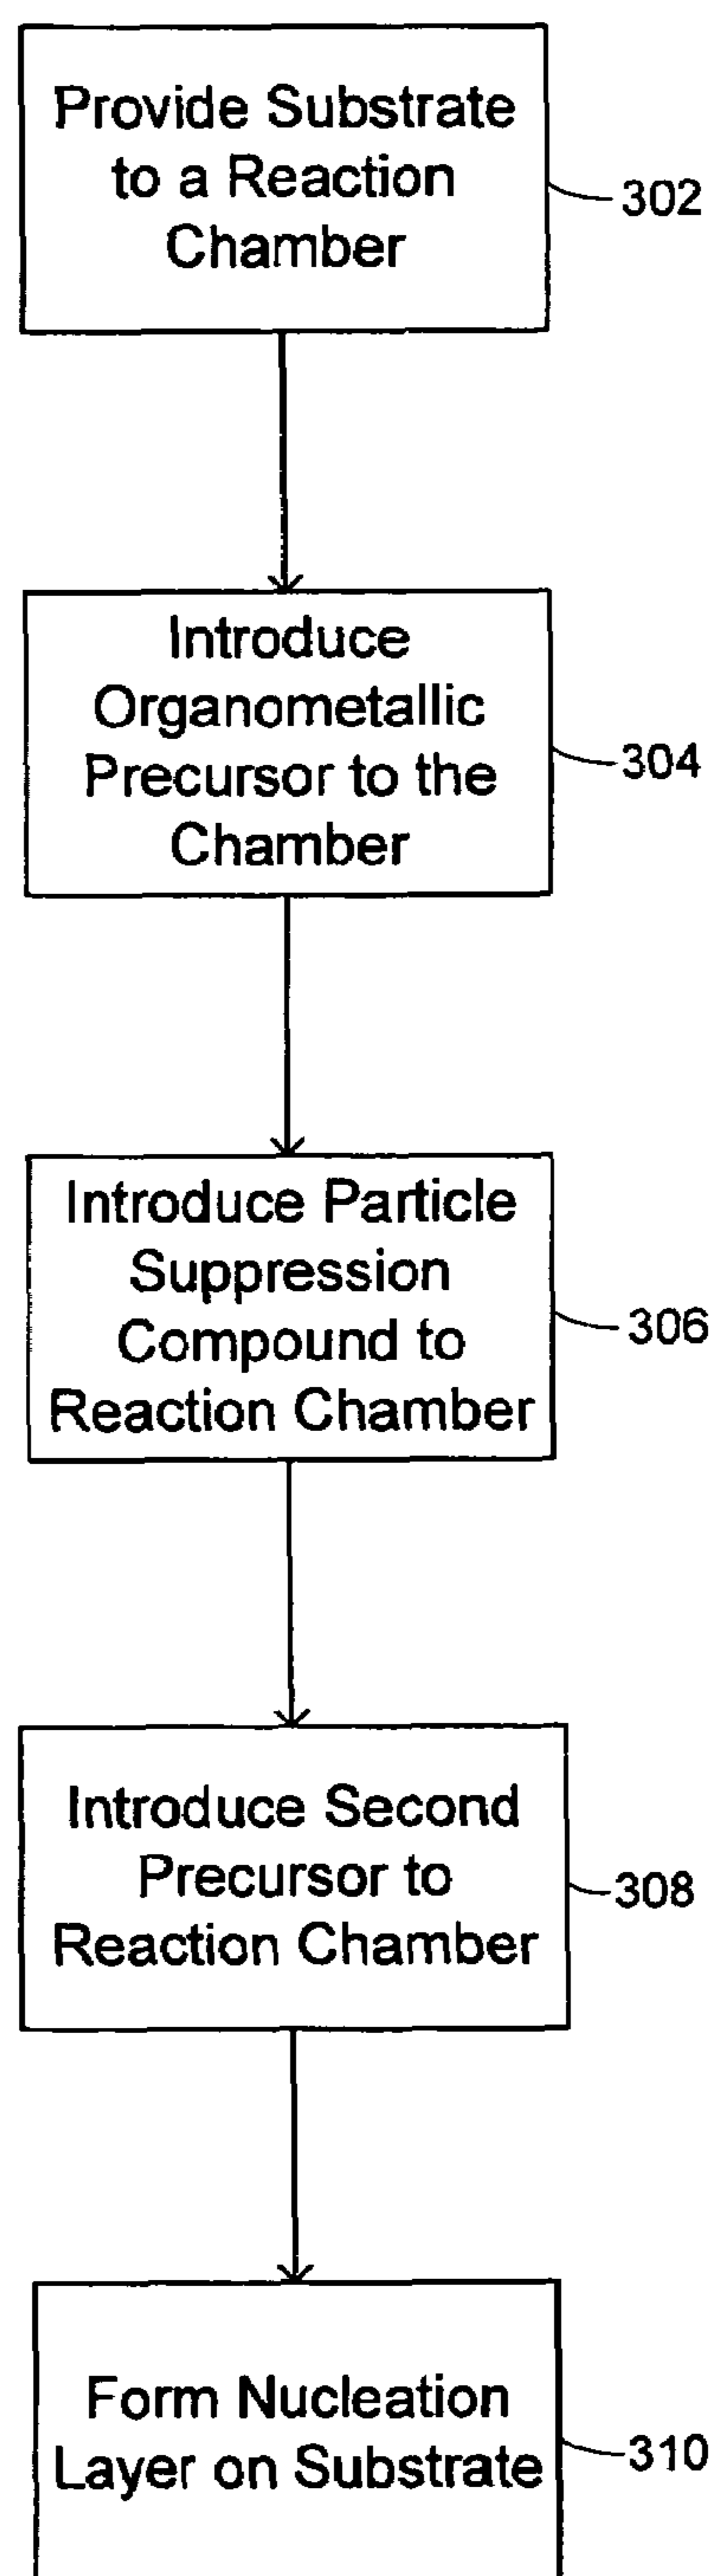 Provide Substrate
to a Reaction
Chamber
302
Introduce
Organometallic
Precursor to the
Chamber
304
Introduce Particle
Suppression
Compound to
Reaction Chamber
306
Introduce Second
Precursor to
Reaction Chamber
308
Form Nucleation
Layer on Substrate
310